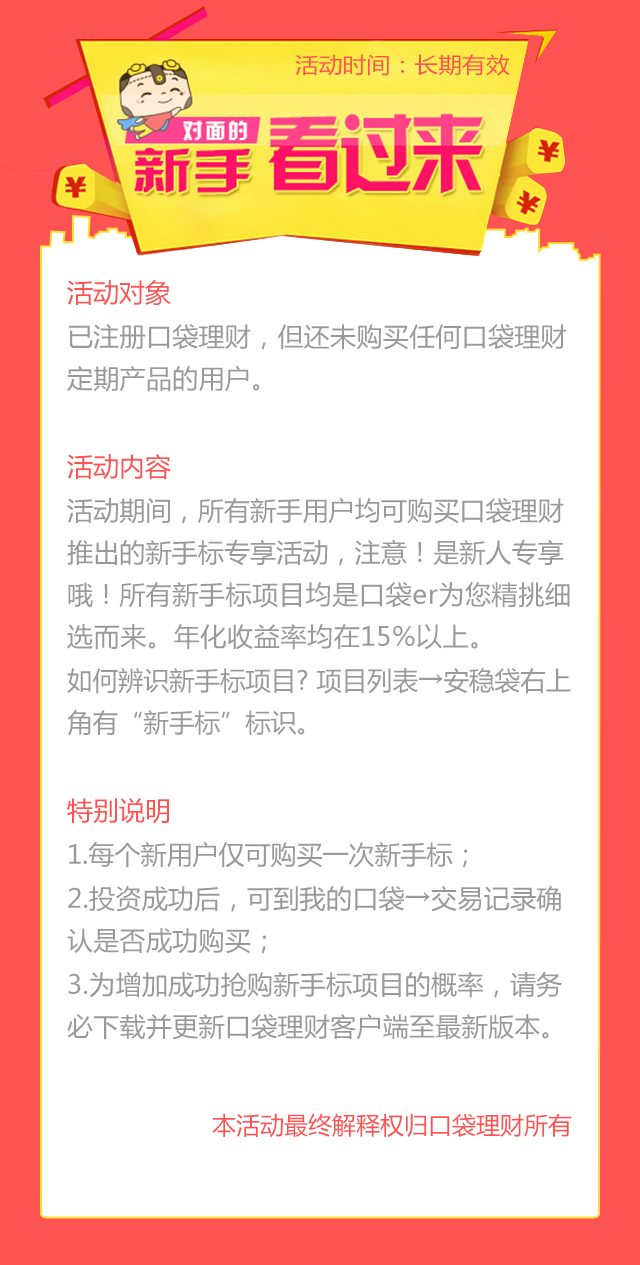 活动时间：长期有效
对面的
新手看过来
¥
¥
¥
活动对象
已注册口袋理财，但还未购买任何口袋理财
定期产品的用户。
活动内容
活动期间，所有新手用户均可购买口袋理财
推出的新手标专享活动，注意！是新人专享
哦！所有新手标项目均是口袋er为您精挑细
选而来。年化收益率均在15%以上。
如何辨识新手标项目? 项目列表→安稳袋右上
角有“新手标”标识。
特别说明
1.每个新用户仅可购买一次新手标；
2.投资成功后，可到我的口袋→交易记录确
认是否成功购买；
3.为增加成功抢购新手标项目的概率，请务
必下载并更新口袋理财客户端至最新版本。
本活动最终解释权归口袋理财所有